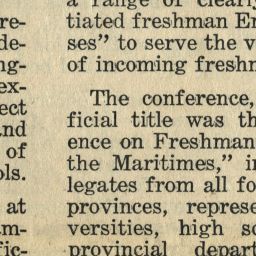 re-
de-
ng-
ex-
ect
and
of
ols.
at
am-
fic-
a range of clearly
tiated freshman En
ses" to serve the v
of incoming freshn
The conference,
ficial title was th
ence on Freshman
the Maritimes," in
legates from all fo
provinces, represe
versities, high sc
provincial depart